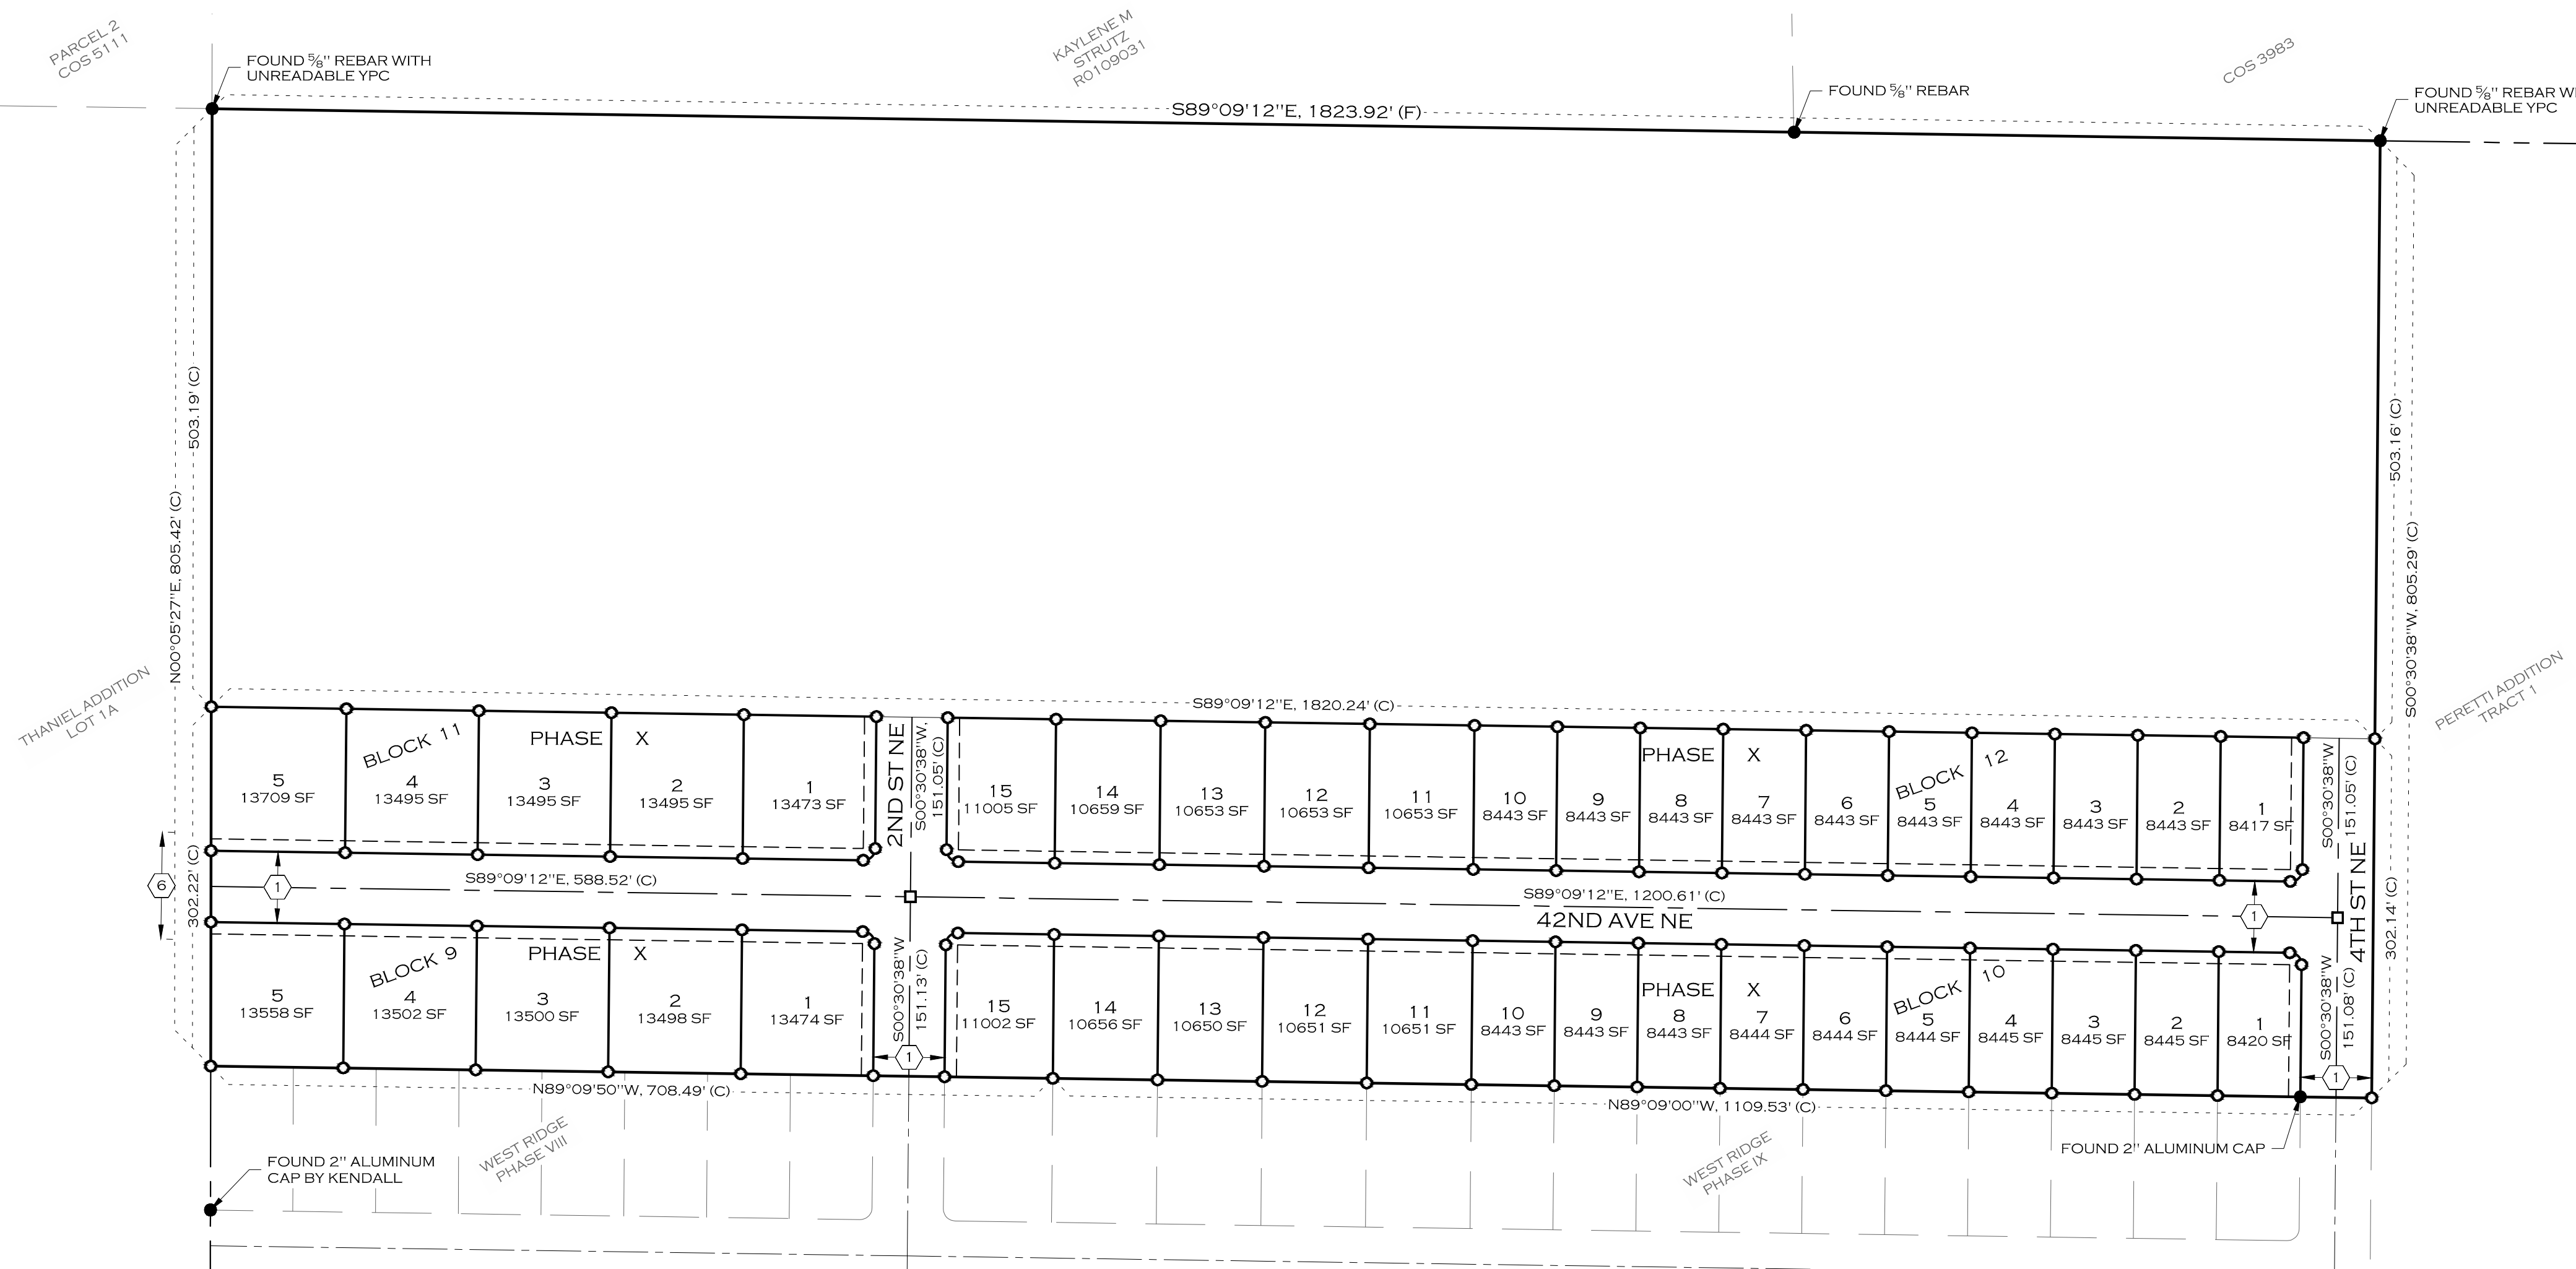 PARCEL 2
COS 5111
KAYLENE M
STRUTZ
R0109031
COS 3983
FOUND ⅝" REBAR WITH
UNREADABLE YPC
FOUND ⅝" REBAR
FOUND ⅝" REBAR WI
UNREADABLE YPC
S89°09'12"E, 1823.92' (F)
503.19' (C)
N00°05'27"E, 805.42' (C)
503.16' (C)
S00°30'38"W, 805.29' (C)
THANIEL ADDITION
LOT 1A
PERETTI ADDITION
TRACT 1
S89°09'12"E, 1820.24' (C)
BLOCK 11
PHASE X
5
13709 SF
4
13495 SF
3
13495 SF
2
13495 SF
1
13473 SF
2ND ST NE
S00°30'38"W,
151.05' (C)
PHASE X
BLOCK 12
15
11005 SF
14
10659 SF
13
10653 SF
12
10653 SF
11
10653 SF
10
8443 SF
9
8443 SF
8
8443 SF
7
8443 SF
6
8443 SF
5
8443 SF
4
8443 SF
3
8443 SF
2
8443 SF
1
8417 SF
S00°30'38"W
151.05' (C)
4TH ST NE
6
302.22' (C)
1
S89°09'12"E, 588.52' (C)
S89°09'12"E, 1200.61' (C)
42ND AVE NE
1
302.14' (C)
BLOCK 9
PHASE X
5
13558 SF
4
13502 SF
3
13500 SF
2
13498 SF
1
13474 SF
S00°30'38"W
151.13' (C)
1
PHASE X
BLOCK 10
15
11002 SF
14
10656 SF
13
10650 SF
12
10651 SF
11
10651 SF
10
8443 SF
9
8443 SF
8
8443 SF
7
8444 SF
6
8444 SF
5
8444 SF
4
8445 SF
3
8445 SF
2
8445 SF
1
8420 SF
S00°30'38"W
151.08' (C)
1
N89°09'50"W, 708.49' (C)
N89°09'00"W, 1109.53' (C)
WEST RIDGE
PHASE VIII
WEST RIDGE
PHASE IX
FOUND 2" ALUMINUM CAP
FOUND 2" ALUMINUM
CAP BY KENDALL